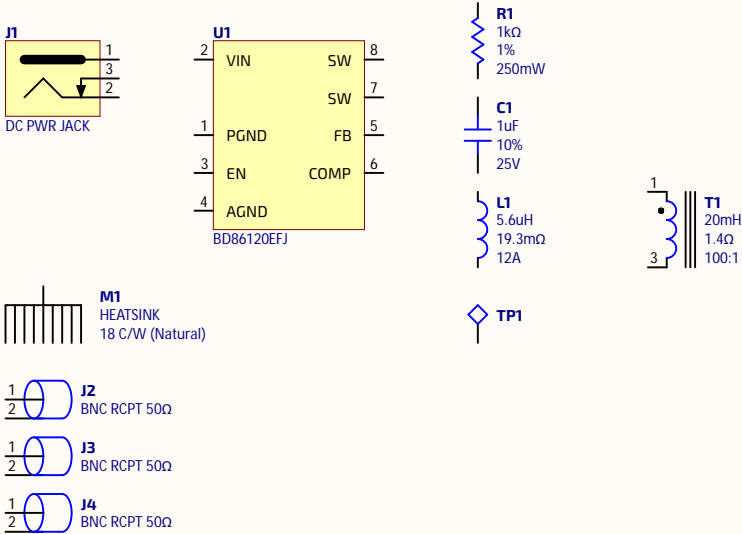 J1
1
3
2
DC PWR JACK
U1
2 VIN SW 8
SW 7
1 PGND FB 5
3 EN COMP 6
4 AGND
BD86120EFJ
R1
1kΩ
1%
250mW
C1
1uF
10%
25V
L1
5.6uH
19.3mΩ
12A
1
3
T1
20mH
1.4Ω
100:1
M1
HEATSINK
18 C/W (Natural)
TP1
1
2
J2
BNC RCPT 50Ω
1
2
J3
BNC RCPT 50Ω
1
2
J4
BNC RCPT 50Ω